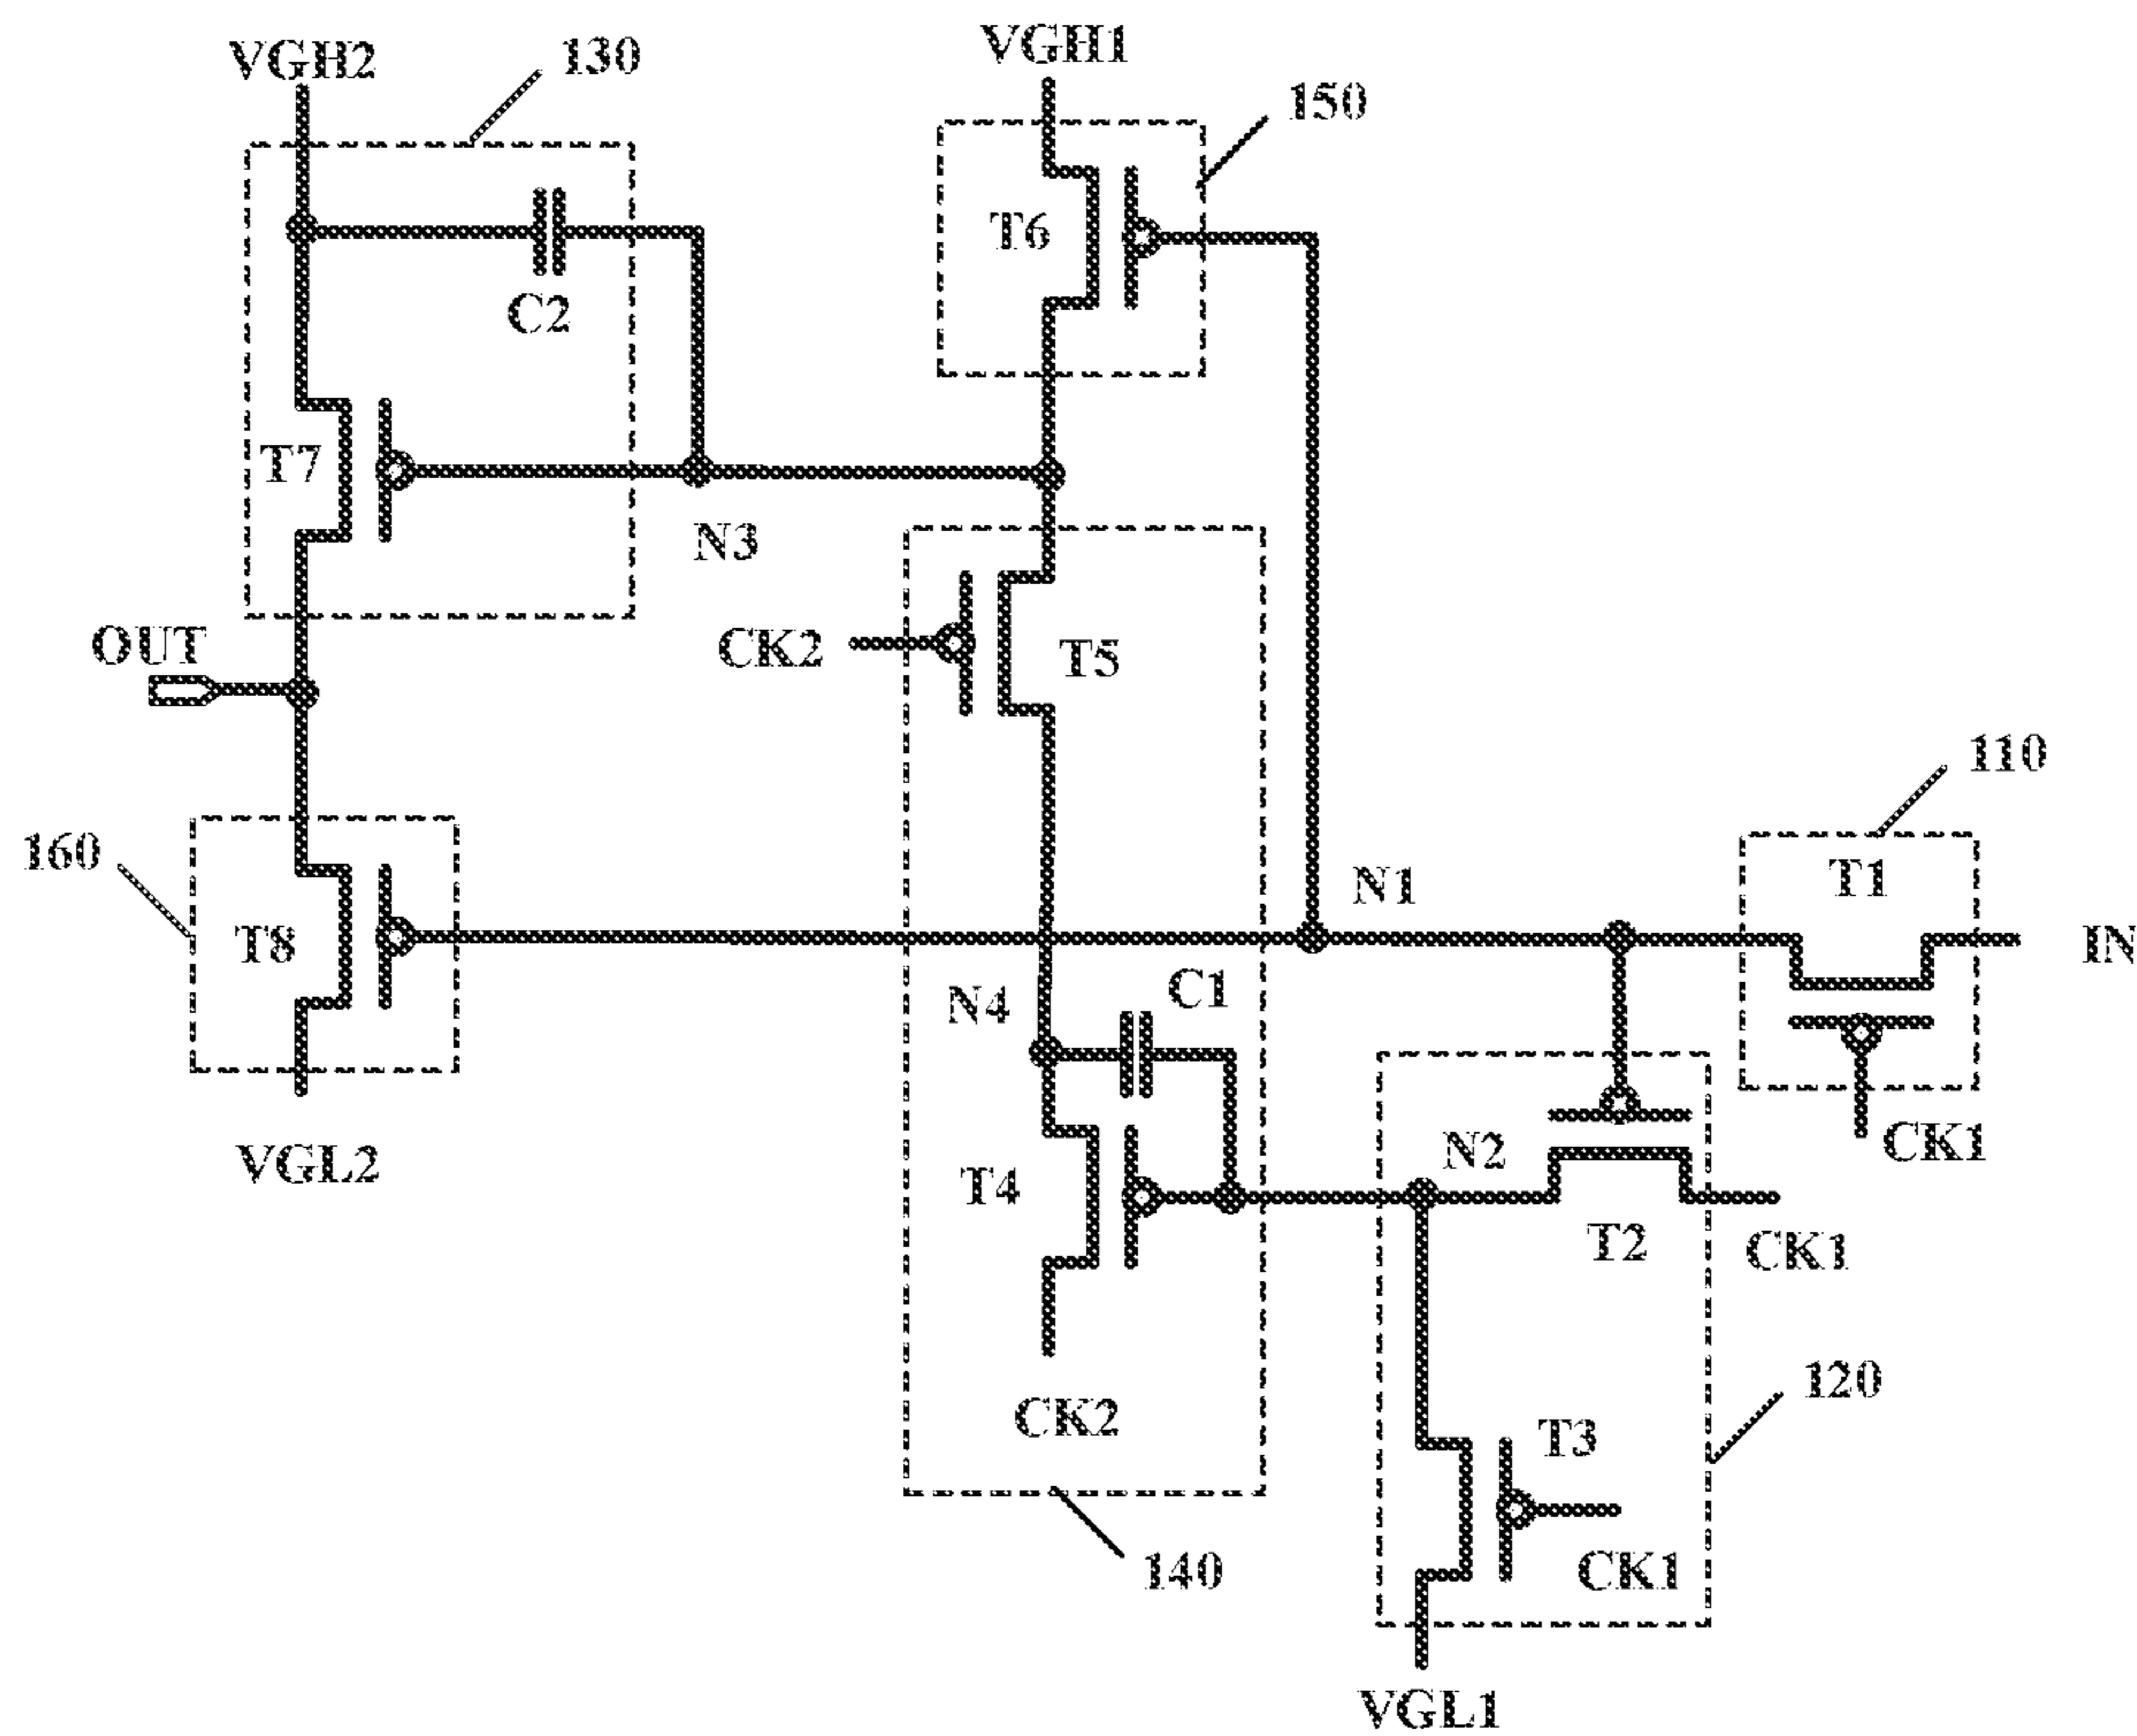 VGH2
130
VGH1
150
T6
C2
T7
N3
OUT
CK2
T5
110
160
N1
T1
T8
IN
N4
C1
CK1
N2
VGL2
T4
T2
CK1
120
CK2
T3
140
CK1
VGL1